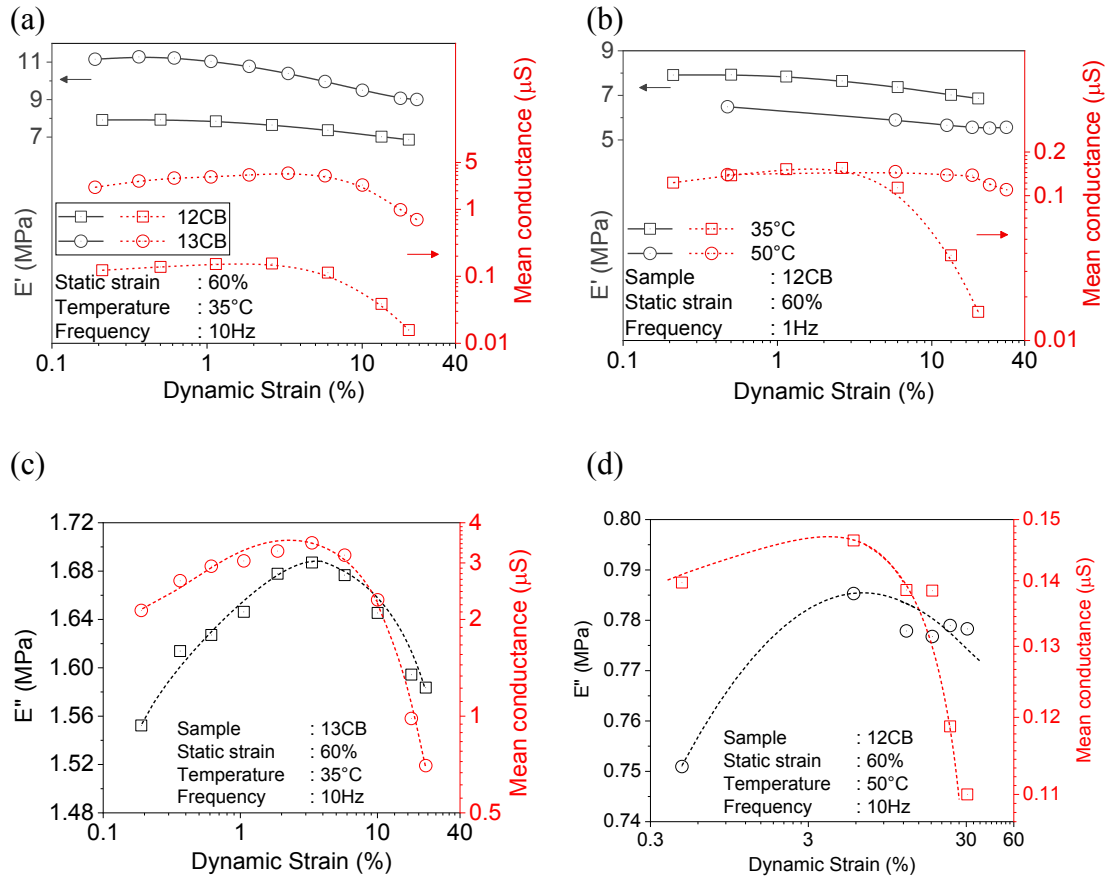 (a)
11
9
7
E' (MPa)
5
1
0.1
0.01
Mean conductance (µS)
12CB
13CB
Static strain : 60%
Temperature : 35°C
Frequency : 10Hz
0.1
1
10
40
Dynamic Strain (%)
(b)
9
7
5
E' (MPa)
0.2
0.1
0.01
Mean conductance (µS)
35°C
50°C
Sample : 12CB
Static strain : 60%
Frequency : 1Hz
0.1
1
10
40
Dynamic Strain (%)
(c)
1.72
1.68
1.64
1.60
1.56
1.52
1.48
E" (MPa)
4
3
2
1
0.5
Mean conductance (µS)
Sample : 13CB
Static strain : 60%
Temperature : 35°C
Frequency : 10Hz
0.1
1
10
40
Dynamic Strain (%)
(d)
0.80
0.79
0.78
0.77
0.76
0.75
0.74
E" (MPa)
0.15
0.14
0.13
0.12
0.11
Mean conductance (µS)
Sample : 12CB
Static strain : 60%
Temperature : 50°C
Frequency : 10Hz
0.3
3
30
60
Dynamic Strain (%)